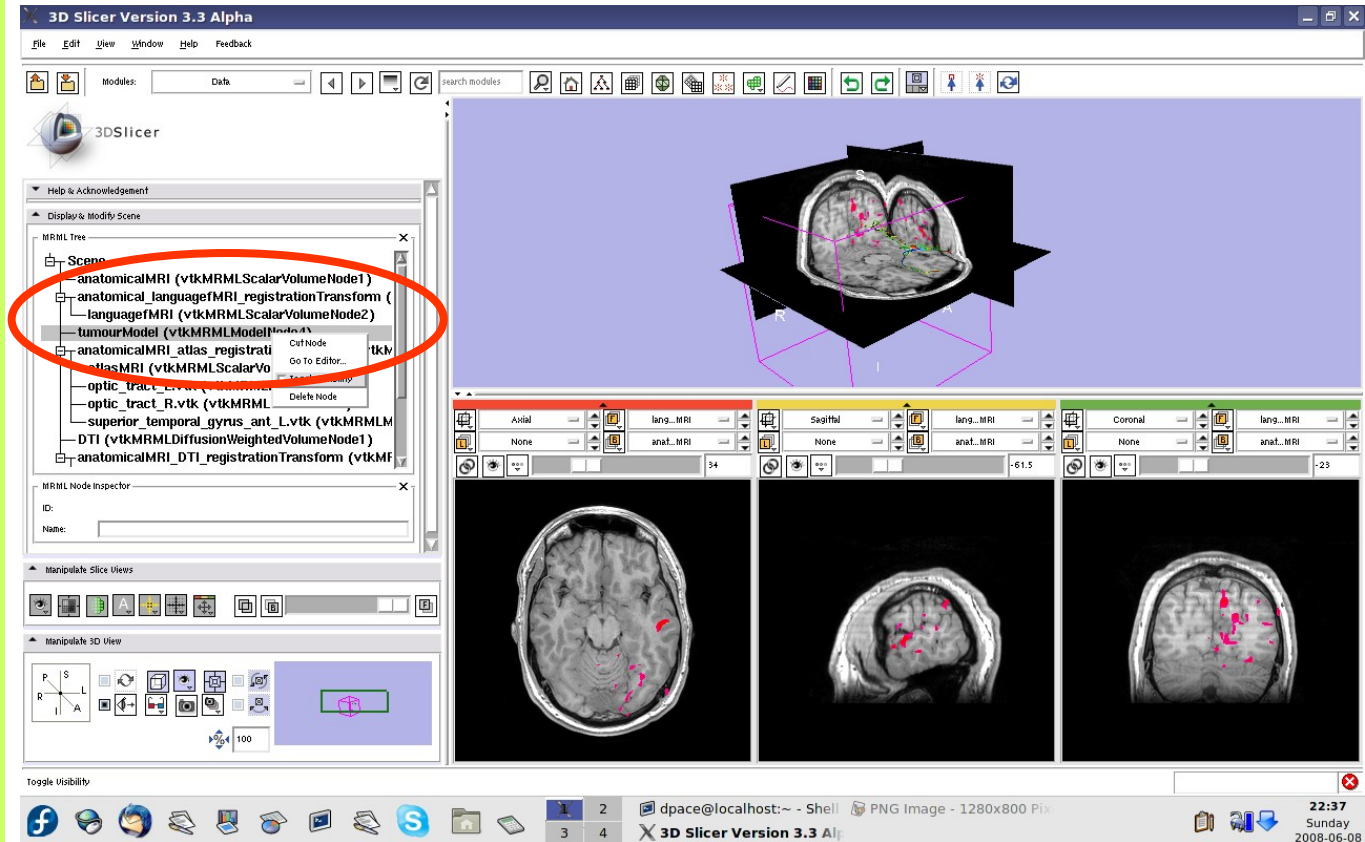 3D Slicer Version 3.3 Alpha
File Edit View Window Help Feedback
Modules: Data search modules
3DSlicer
Help & Acknowledgement
Display & Modify Scene
MRML Tree
Scene
anatomicalMRI (vtkMRMLScalarVolumeNode1)
anatomical_languagefMRI_registrationTransform (
languagefMRI (vtkMRMLScalarVolumeNode2)
tumourModel (vtkMRMLModelNode4)
Cut Node
anatomicalMRI_atlas_registrati vtkM
Go To Editor...
atlasMRI (vtkMRMLScalarVo
Toggle Visibility
optic_tract_L.vtk (vtkMRML
Delete Node
optic_tract_R.vtk (vtkMRML
superior_temporal_gyrus_ant_L.vtk (vtkMRMLM
DTI (vtkMRMLDiffusionWeightedVolumeNode1)
anatomicalMRI_DTI_registrationTransform (vtkMF
MRML Node Inspector
ID:
Name:
Manipulate Slice Views
Manipulate 3D View
P S
R L
I A
100
S
R A
I
Axial lang...MRI
None anat...MRI
34
Sagittal lang...MRI
None anat...MRI
-61.5
Coronal lang...MRI
None anat...MRI
-23
Toggle Visibility
1 2
3 4
dpace@localhost:~ - Shell
PNG Image - 1280x800 Pix
3D Slicer Version 3.3 Alp
22:37
Sunday
2008-06-08